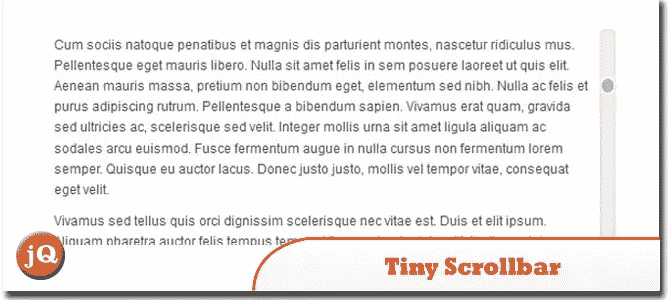 Cum sociis natoque penatibus et magnis dis parturient montes, nascetur ridiculus mus.
Pellentesque eget mauris libero. Nulla sit amet felis in sem posuere laoreet ut quis elit.
Aenean mauris massa, pretium non bibendum eget, elementum sed nibh. Nulla ac felis et
purus adipiscing rutrum. Pellentesque a bibendum sapien. Vivamus erat quam, gravida
sed ultricies ac, scelerisque sed velit. Integer mollis urna sit amet ligula aliquam ac
sodales arcu euismod. Fusce fermentum augue in nulla cursus non fermentum lorem
semper. Quisque eu auctor lacus. Donec justo justo, mollis vel tempor vitae, consequat
eget velit.
Vivamus sed tellus quis orci dignissim scelerisque nec vitae est. Duis et elit ipsum.
Aliquam pharetra auctor felis tempus
jQ
Tiny Scrollbar